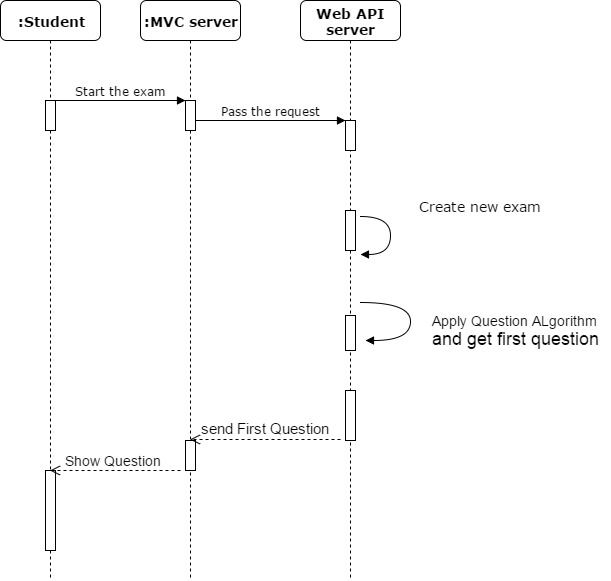 :Student
:MVC server
Web API
server
Start the exam
Pass the request
Create new exam
Apply Question ALgorithm
and get first question
send First Question
Show Question